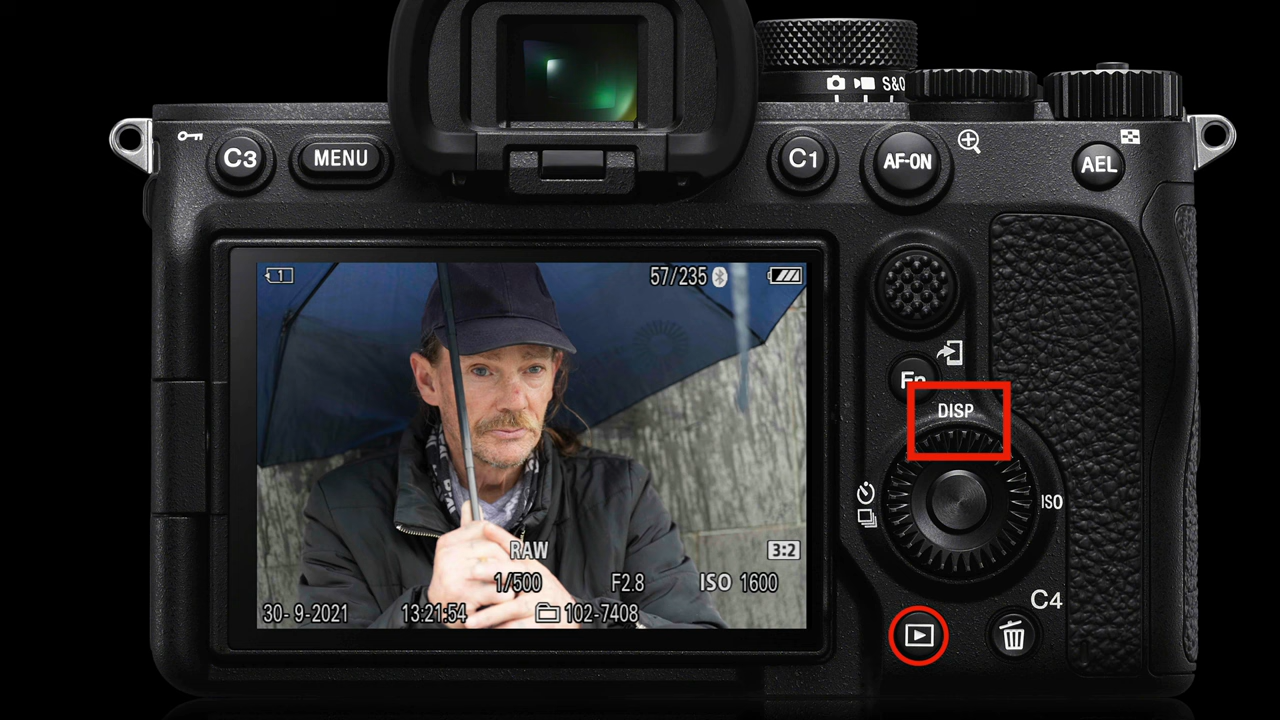 S&Q
C3
MENU
C1
AF-ON
AEL
1
57/235
Fn
DISP
RAW
3:2
1/500
F2.8
ISO 1600
ISO
30- 9-2021
13:21:54
102-7408
C4